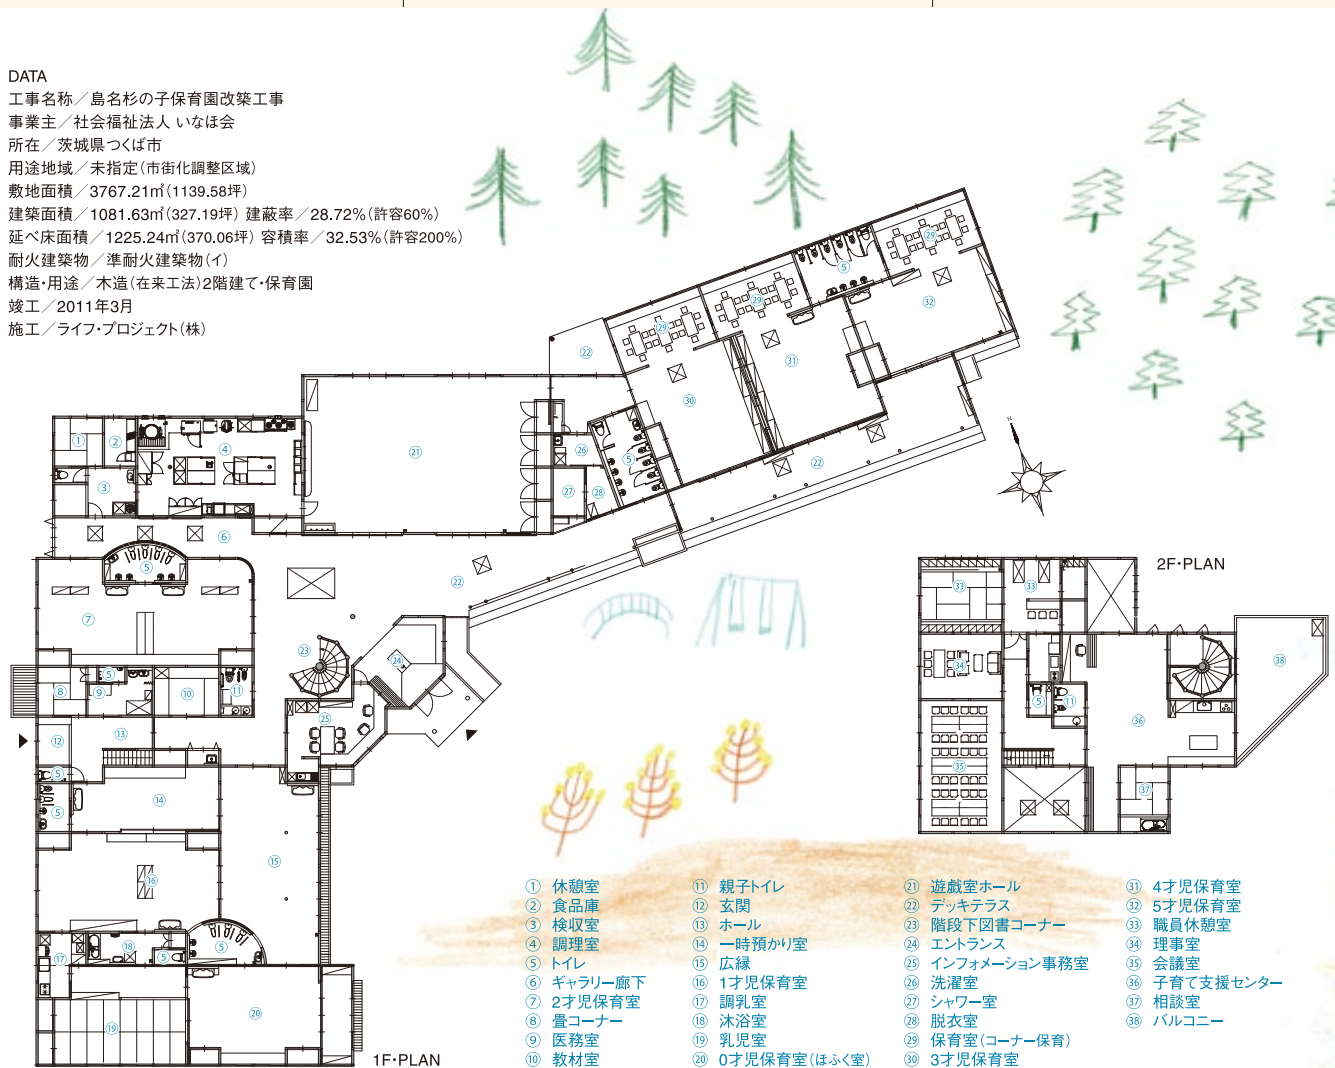 DATA
工事名称／島名杉の子保育園改築工事
事業主／社会福祉法人 いなほ会
所在／茨城県つくば市
用途地域／未指定(市街化調整区域)
敷地面積／3767.21㎡(1139.58坪)
建築面積／1081.63㎡(327.19坪) 建蔽率／28.72%(許容60%)
延べ床面積／1225.24㎡(370.06坪) 容積率／32.53%(許容200%)
耐火建築物／準耐火建築物(イ)
構造・用途／木造(在来工法)2階建て・保育園
竣工／2011年3月
施工／ライフ・プロジェクト(株)
N
2F・PLAN
1F・PLAN
① 休憩室
② 食品庫
③ 検収室
④ 調理室
⑤ トイレ
⑥ ギャラリー廊下
⑦ 2才児保育室
⑧ 畳コーナー
⑨ 医務室
⑩ 教材室
⑪ 親子トイレ
⑫ 玄関
⑬ ホール
⑭ 一時預かり室
⑮ 広縁
⑯ 1才児保育室
⑰ 調乳室
⑱ 沐浴室
⑲ 乳児室
⑳ 0才児保育室(ほふく室)
㉑ 遊戯室ホール
㉒ デッキテラス
㉓ 階段下図書コーナー
㉔ エントランス
㉕ インフォメーション事務室
㉖ 洗濯室
㉗ シャワー室
㉘ 脱衣室
㉙ 保育室(コーナー保育)
㉚ 3才児保育室
㉛ 4才児保育室
㉜ 5才児保育室
㉝ 職員休憩室
㉞ 理事室
㉟ 会議室
㊱ 子育て支援センター
㊲ 相談室
㊳ バルコニー